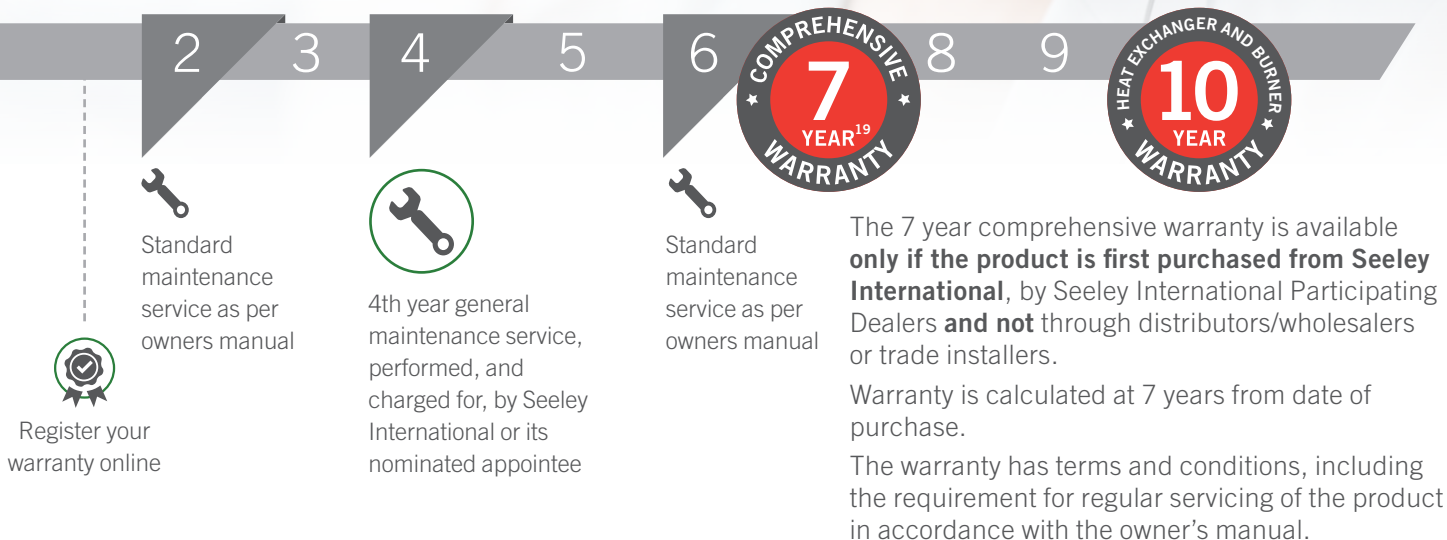 2
3
4
5
6
COMPREHENSIVE
7
YEAR19
WARRANTY
8
9
HEAT EXCHANGER AND BURNER
10
YEAR
WARRANTY
Register your
warranty online
Standard
maintenance
service as per
owners manual
4th year general
maintenance service,
performed, and
charged for, by Seeley
International or its
nominated appointee
Standard
maintenance
service as per
owners manual
The 7 year comprehensive warranty is available
only if the product is first purchased from Seeley
International, by Seeley International Participating
Dealers and not through distributors/wholesalers
or trade installers.
Warranty is calculated at 7 years from date of
purchase.
The warranty has terms and conditions, including
the requirement for regular servicing of the product
in accordance with the owner’s manual.